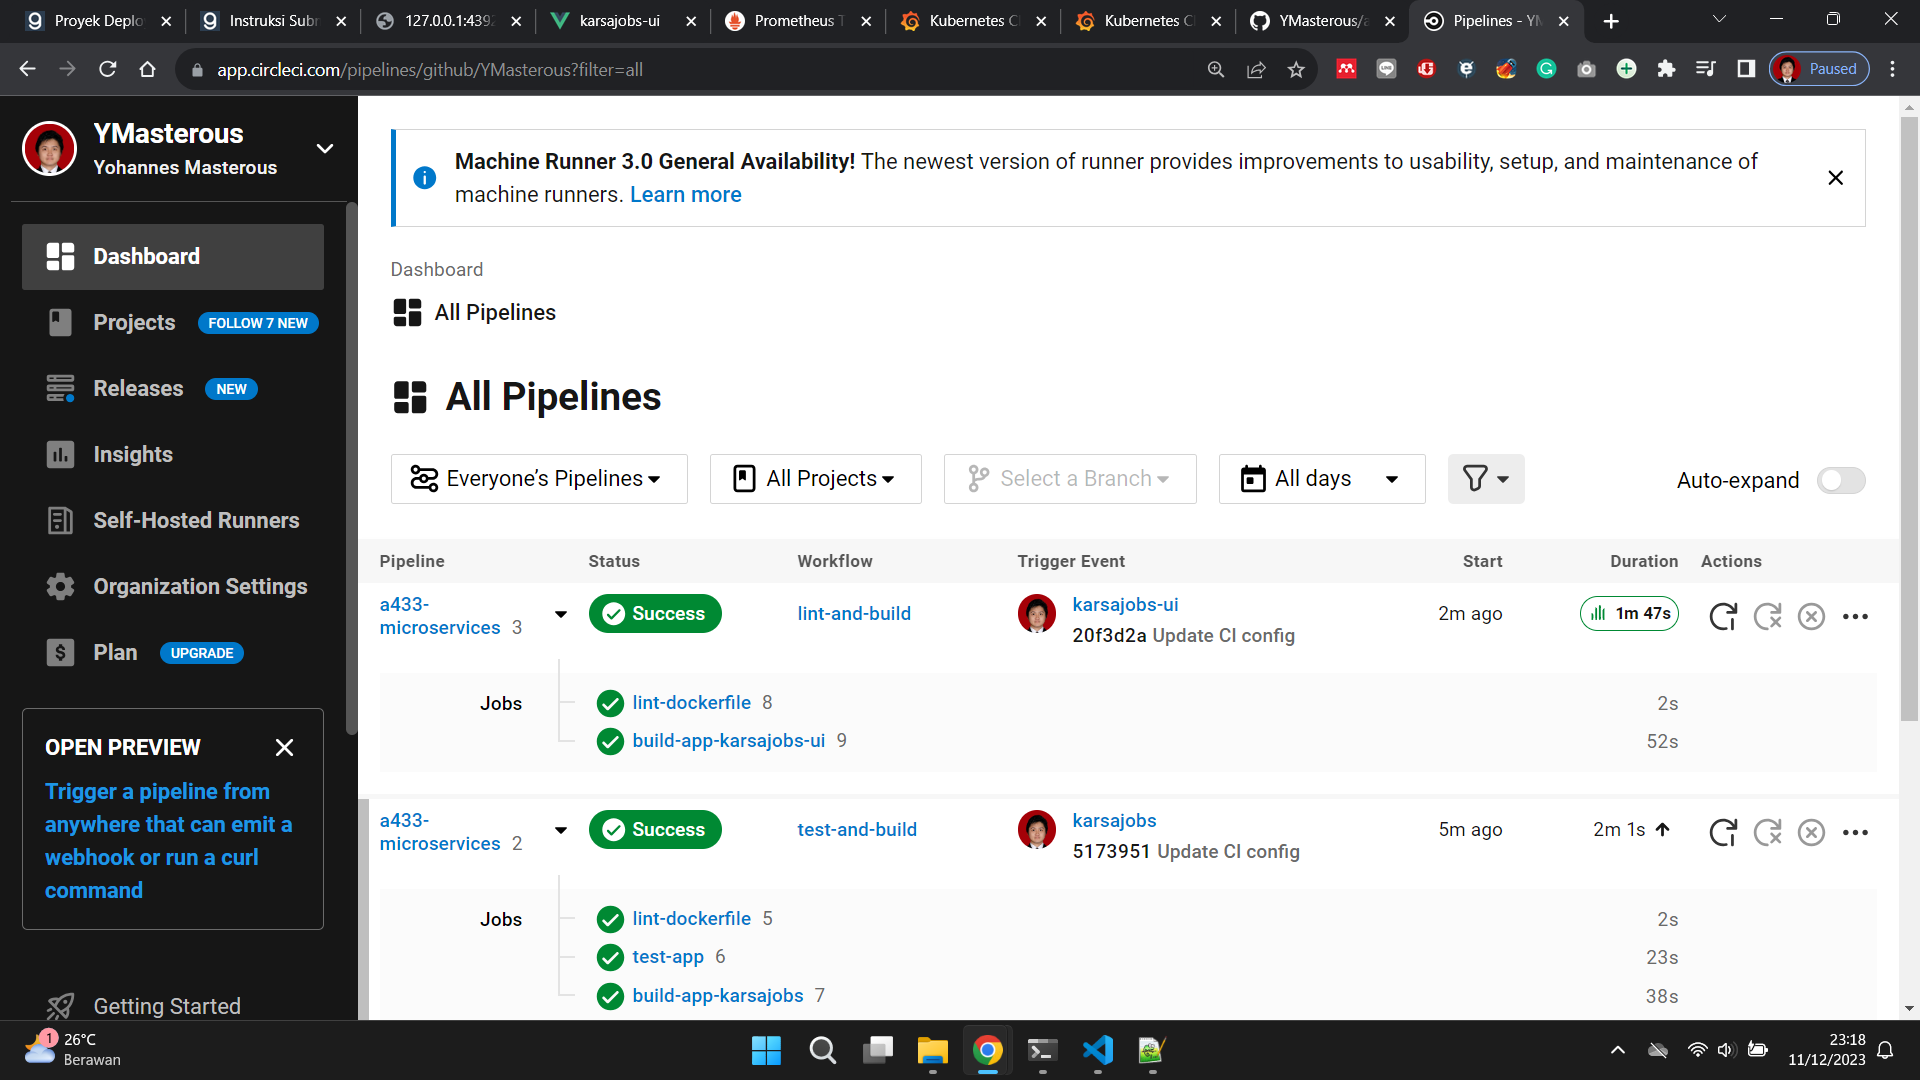 Proyek Deplo
Instruksi Subm
127.0.0.1:4392
karsajobs-ui
Prometheus T
Kubernetes C
Kubernetes C
YMasterous/a
Pipelines - YM
app.circleci.com/pipelines/github/YMasterous?filter=all
Paused
YMasterous
Yohannes Masterous
Dashboard
Projects FOLLOW 7 NEW
Releases NEW
Insights
Self-Hosted Runners
Organization Settings
Plan UPGRADE
OPEN PREVIEW
Trigger a pipeline from
anywhere that can emit a
webhook or run a curl
command
Getting Started
Machine Runner 3.0 General Availability! The newest version of runner provides improvements to usability, setup, and maintenance of
machine runners. Learn more
Dashboard
All Pipelines
All Pipelines
Everyone’s Pipelines All Projects Select a Branch All days Auto-expand
Pipeline Status Workflow Trigger Event Start Duration Actions
a433-
microservices 3
Success
lint-and-build
karsajobs-ui
20f3d2a Update CI config
2m ago
1m 47s
Jobs
lint-dockerfile 8 2s
build-app-karsajobs-ui 9 52s
a433-
microservices 2
Success
test-and-build
karsajobs
5173951 Update CI config
5m ago
2m 1s
Jobs
lint-dockerfile 5 2s
test-app 6 23s
build-app-karsajobs 7 38s
1
26°C
Berawan
23:18
11/12/2023